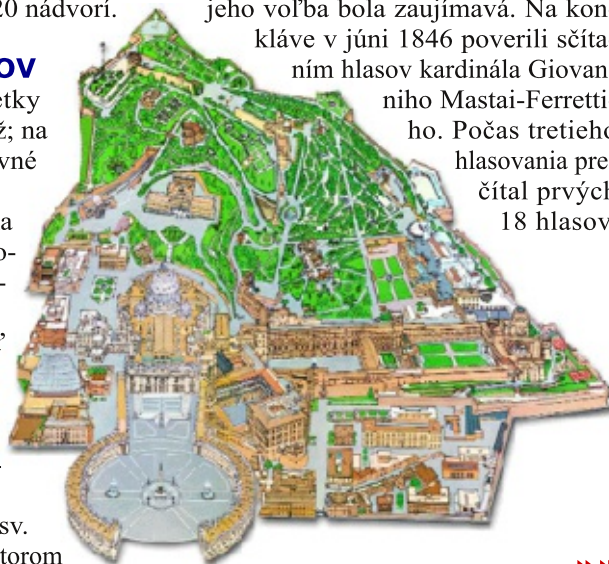 20 nádvorí.
ov
etky
ž; na
vné
a
o-
-
sv.
torom
jeho voľba bola zaujímavá. Na kon
kláve v júni 1846 poverili sčíta
ním hlasov kardinála Giovan
niho Mastai-Ferretti
ho. Počas tretieho
hlasovania pre
čítal prvých
18 hlasov